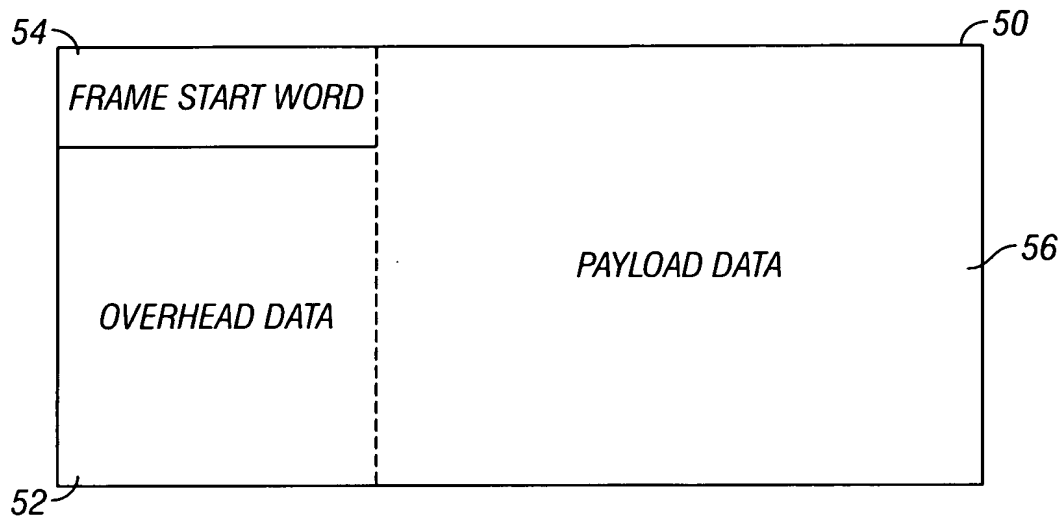 54
50
FRAME START WORD
PAYLOAD DATA
56
OVERHEAD DATA
52